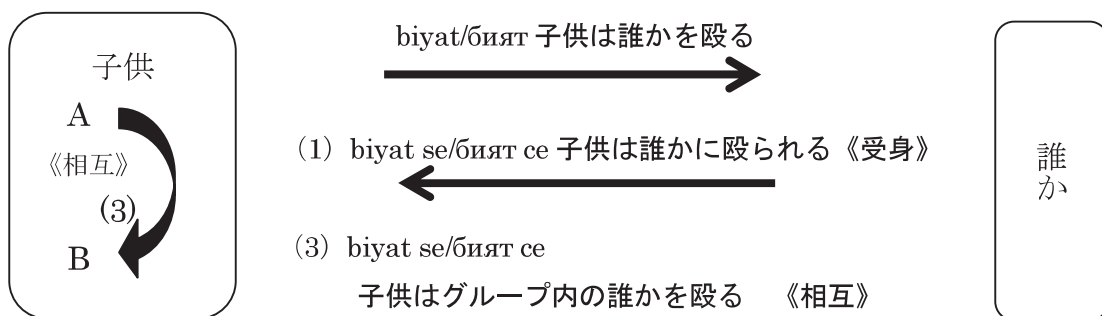 子供
A
《相互》
(3)
B
biyat/бият 子供は誰かを殴る
(1) biyat se/бият се 子供は誰かに殴られる《受身》
(3) biyat se/бият се
子供はグループ内の誰かを殴る 《相互》
誰か